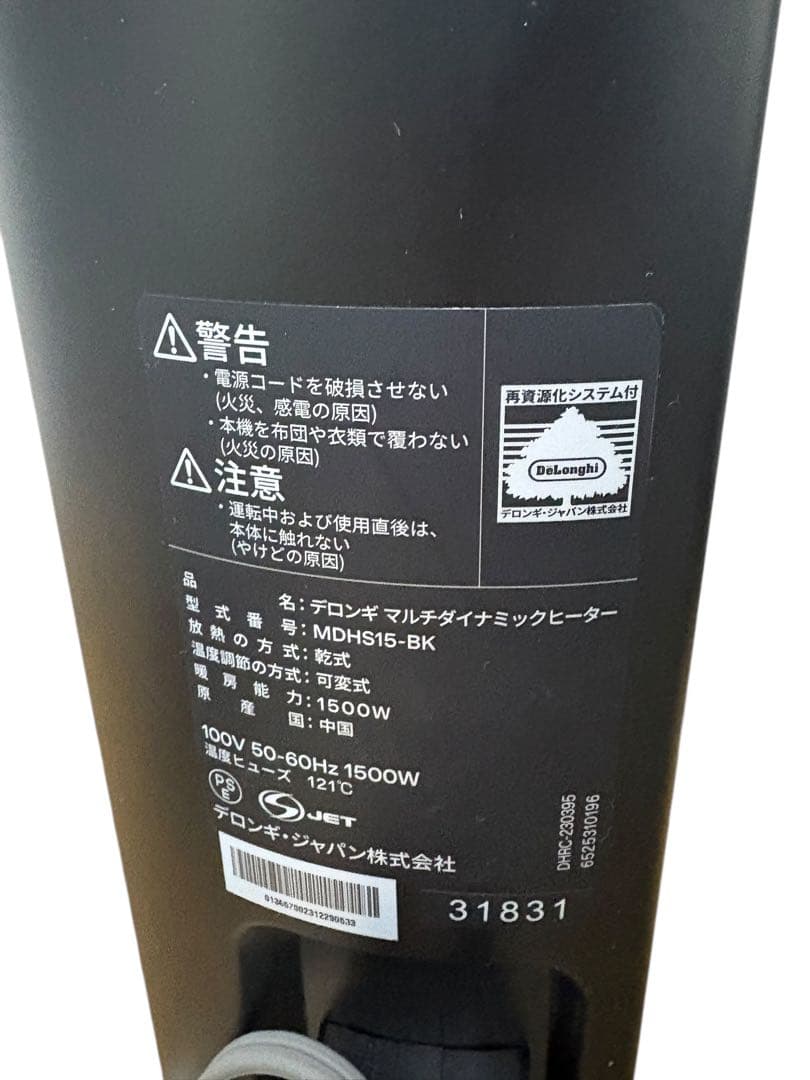 ⚠警告
・電源コードを破損させない
(火災、感電の原因)
・本機を布団や衣類で覆わない
(火災の原因)
⚠注意
・運転中および使用直後は、
本体に触れない
(やけどの原因)
再資源化システム付
DeLonghi
デロンギ・ジャパン株式会社
品名：デロンギ マルチダイナミックヒーター
型式番号：MDHS15-BK
放熱の方式：乾式
温度調節の方式：可変式
暖房能力：1500W
原産国：中国
100V 50-60Hz 1500W
温度ヒューズ 121℃
PSE
S JET
デロンギ・ジャパン株式会社
DHRC-230395
6525310196
31831